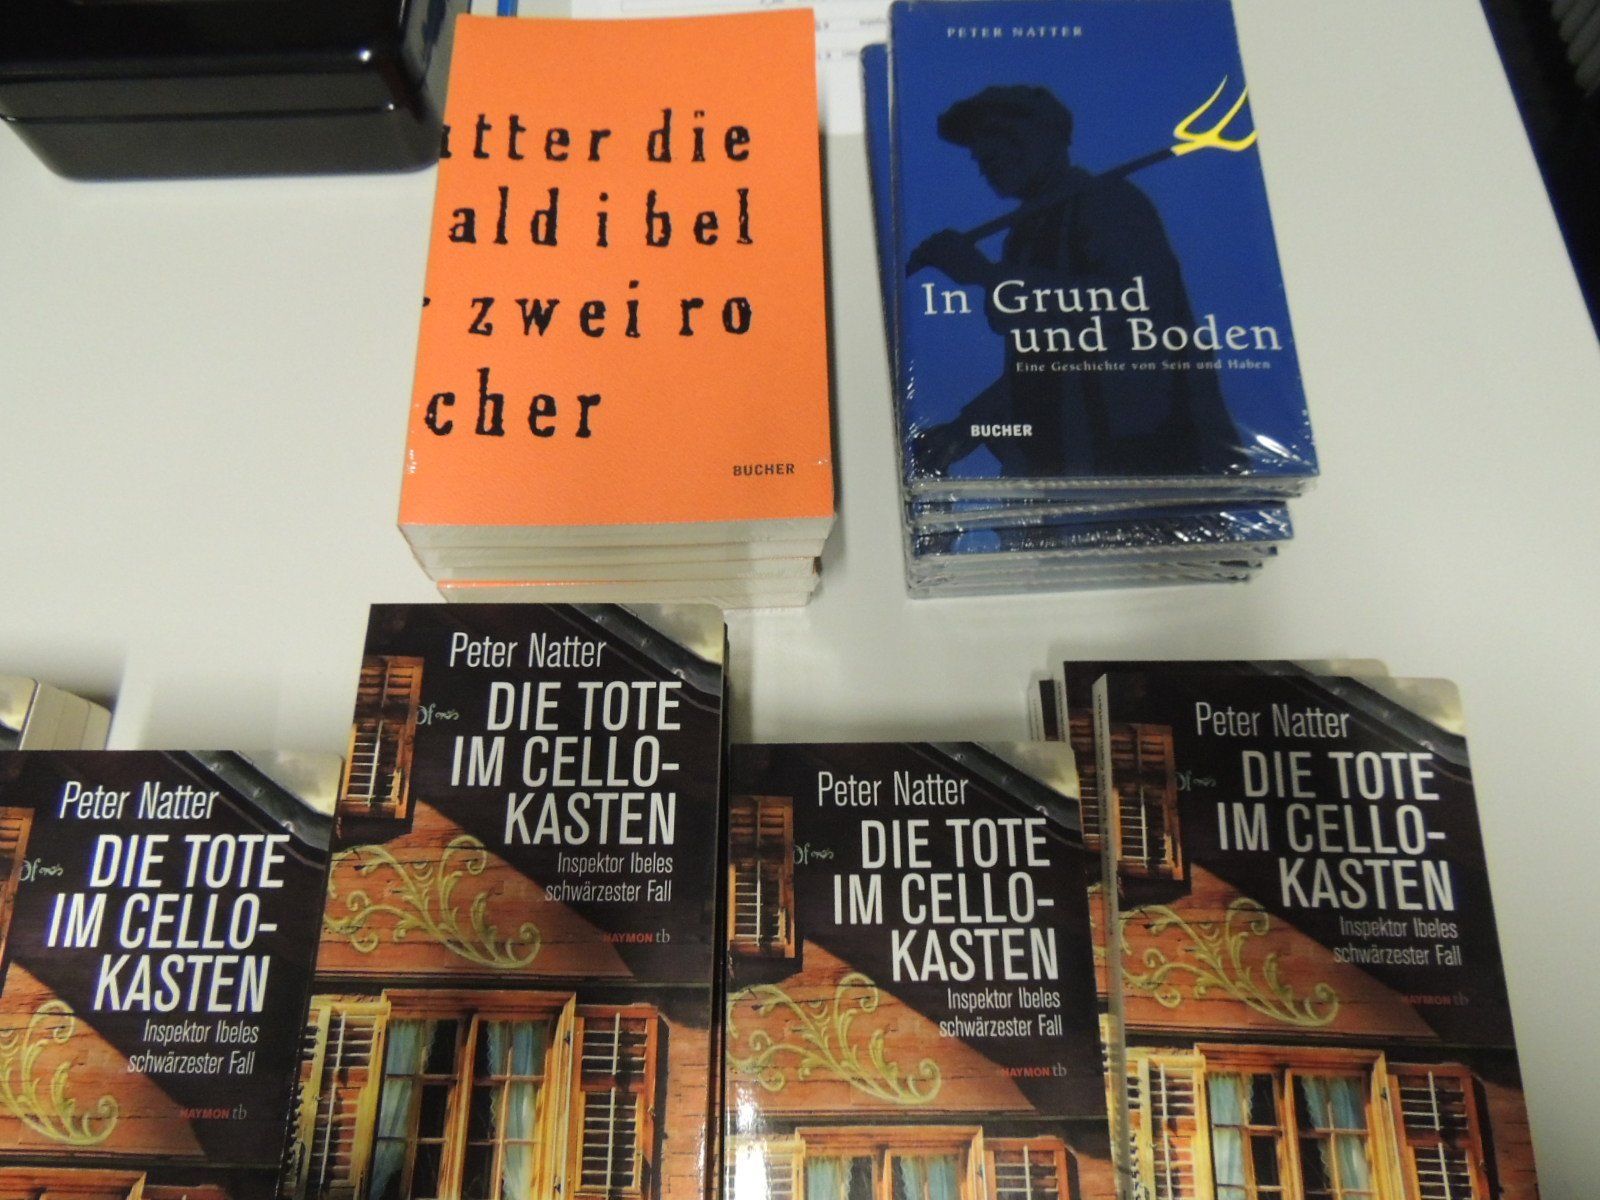 atter die
ald ibel
r zwei ro
cher
BUCHER
PETER NATTER
In Grund
und Boden
Eine Geschichte von Sein und Haben
BUCHER
Peter Natter
DIE TOTE
IM CELLO-
KASTEN
Inspektor Ibeles
schwärzester Fall
HAYMON tb
Peter Natter
DIE TOTE
IM CELLO-
KASTEN
Inspektor Ibeles
schwärzester Fall
HAYMON tb
Peter Natter
DIE TOTE
IM CELLO-
KASTEN
Inspektor Ibeles
schwärzester Fall
HAYMON tb
Peter Natter
DIE TOTE
IM CELLO-
KASTEN
Inspektor Ibeles
schwärzester Fall
HAYMON tb